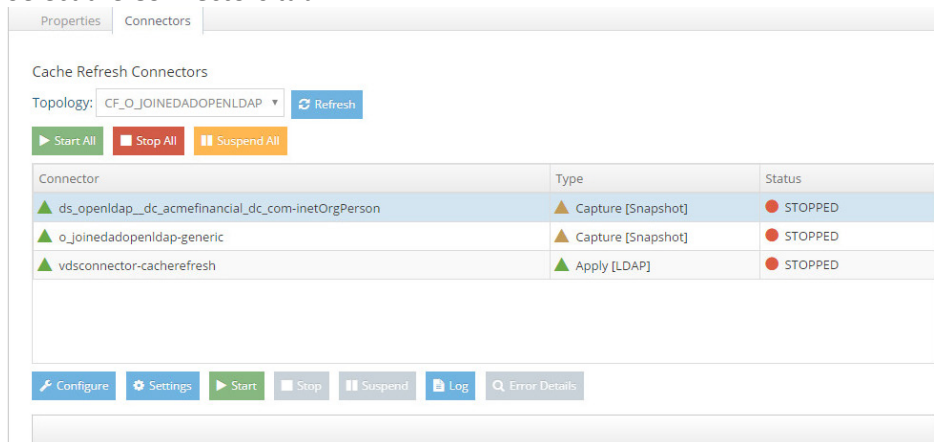 Properties Connectors
Cache Refresh Connectors
Topology: CF_O_JOINEDADOPENLDAP Refresh
Start All Stop All Suspend All
Connector Type Status
ds_openldap__dc_acmefinancial_dc_com-inetOrgPerson Capture [Snapshot] STOPPED
o_joinedadopenldap-generic Capture [Snapshot] STOPPED
vdsconnector-cacherefresh Apply [LDAP] STOPPED
Configure Settings Start Stop Suspend Log Error Details